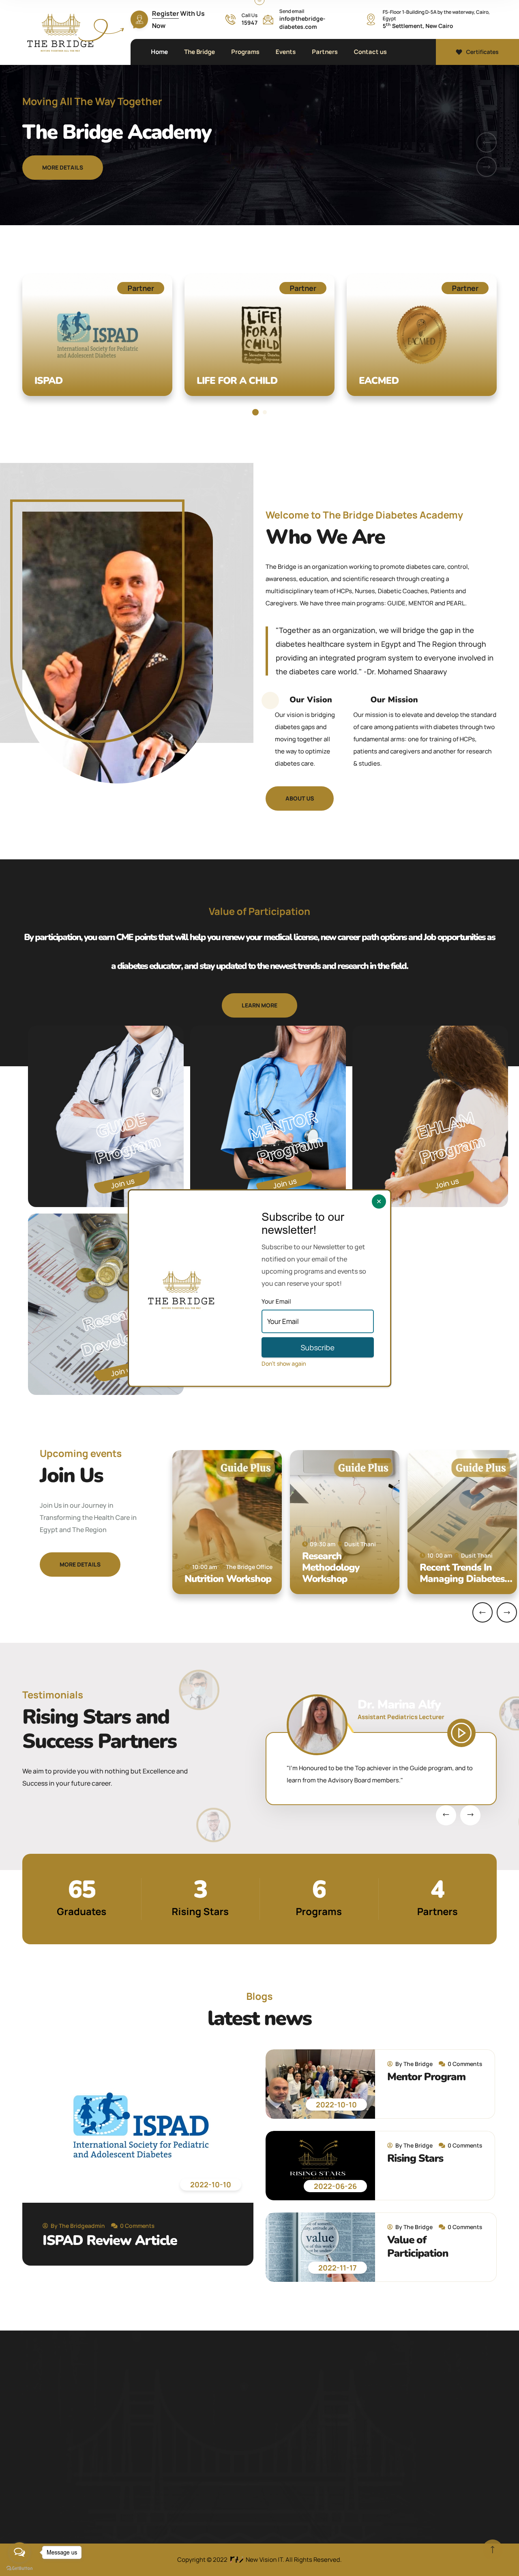 THE BRIDGE
Register With Us
Now
Call Us
15947
Send email
info@thebridge-
diabetes.com
F5-Floor 1-Building D-5A by the waterway, Cairo,
Egypt
5th Settlement, New Cairo
Home
The Bridge
Programs
Events
Partners
Contact us
Certificates
Moving All The Way Together
The Bridge Academy
MORE DETAILS
Partner
ISPAD
International Society for Pediatric
and Adolescent Diabetes
ISPAD
Partner
LIFE
FOR A
CHILD
LIFE FOR A CHILD
Partner
EACMED
EACMED
Welcome to The Bridge Diabetes Academy
Who We Are
The Bridge is an organization working to promote diabetes care, control,
awareness, education, and scientific research through creating a
multidisciplinary team of HCPs, Nurses, Diabetic Coaches, Patients and
Caregivers. We have three main programs: GUIDE, MENTOR and PEARL.
"Together as an organization, we will bridge the gap in the
diabetes healthcare system in Egypt and The Region through
providing an integrated program system to everyone involved in
the diabetes care world." -Dr. Mohamed Shaarawy
Our Vision
Our vision is bridging
diabetes gaps and
moving together all
the way to optimize
diabetes care.
Our Mission
Our mission is to elevate and develop the standard
of care among patients with diabetes through two
fundamental arms: one for training of HCPs,
patients and caregivers and another for research
& studies.
ABOUT US
Value of Participation
By participation, you earn CME points that will help you renew your medical license, new career path options and Job opportunities as
a diabetes educator, and stay updated to the newest trends and research in the field.
LEARN MORE
GUIDE
Program
Join us
MENTOR
Program
Join us
EHLAM
Program
Join us
Join
THE BRIDGE
×
Subscribe to our
newsletter!
Subscribe to our Newsletter to get
notified on your email of the
upcoming programs and events so
you can reserve your spot!
Your Email
Your Email
Subscribe
Don't show again
Upcoming events
Join Us
Join Us in our Journey in
Transforming the Health Care in
Egypt and The Region
MORE DETAILS
Guide Plus
10:00 am
The Bridge Office
Nutrition Workshop
Guide Plus
09:30 am
Dusit Thani
Research
Methodology
Workshop
Guide Plus
10:00 am
Dusit Thani
Recent Trends In
Managing Diabetes...
Testimonials
Rising Stars and
Success Partners
We aim to provide you with nothing but Excellence and
Success in your future career.
Dr. Marina Alfy
Assistant Pediatrics Lecturer
"I'm Honoured to be the Top achiever in the Guide program, and to
learn from the Advisory Board members."
65
Graduates
3
Rising Stars
6
Programs
4
Partners
Blogs
latest news
ISPAD
International Society for Pediatric
and Adolescent Diabetes
2022-10-10
By The Bridgeadmin
0 Comments
ISPAD Review Article
2022-10-10
By The Bridge
0 Comments
Mentor Program
RISING STARS
2022-06-26
By The Bridge
0 Comments
Rising Stars
value
2022-11-17
By The Bridge
0 Comments
Value of
Participation
Message us
Copyright © 2022
New Vision IT. All Rights Reserved.